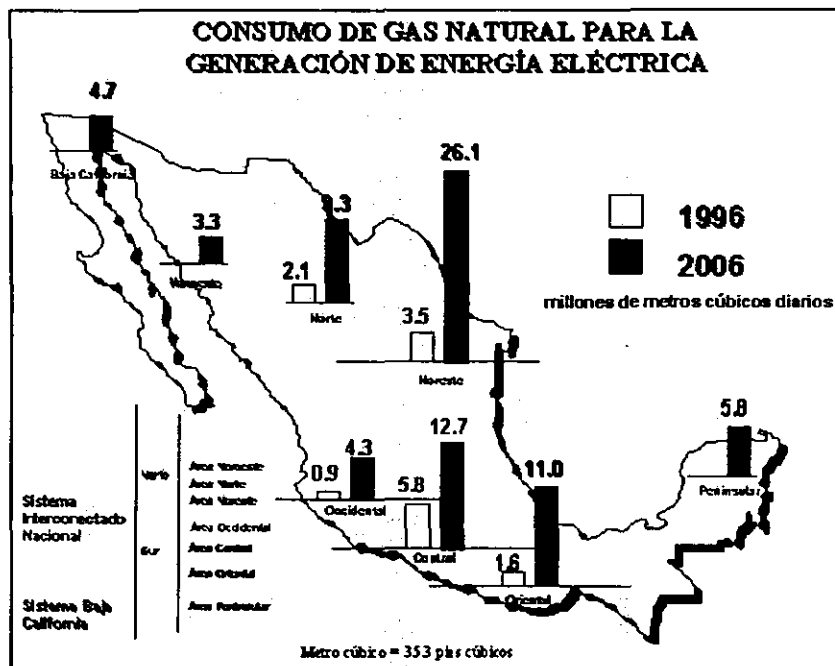 CONSUMO DE GAS NATURAL PARA LA
GENERACIÓN DE ENERGÍA ELÉCTRICA
4.7
Baja California
3.3
Noroeste
2.1
.3
Norte
3.5
26.1
Noreste
1996
2006
millones de metros cúbicos diarios
0.9
4.3
Occidental
5.8
12.7
Central
1.6
11.0
Oriental
5.8
Peninsular
Sistema
Interconectado
Nacional
Norte
Sur
Área Noroeste
Área Norte
Área Noreste
Área Occidental
Área Central
Área Oriental
Área Peninsular
Sistema Baja
California
Metro cúbico = 35.3 pies cúbicos